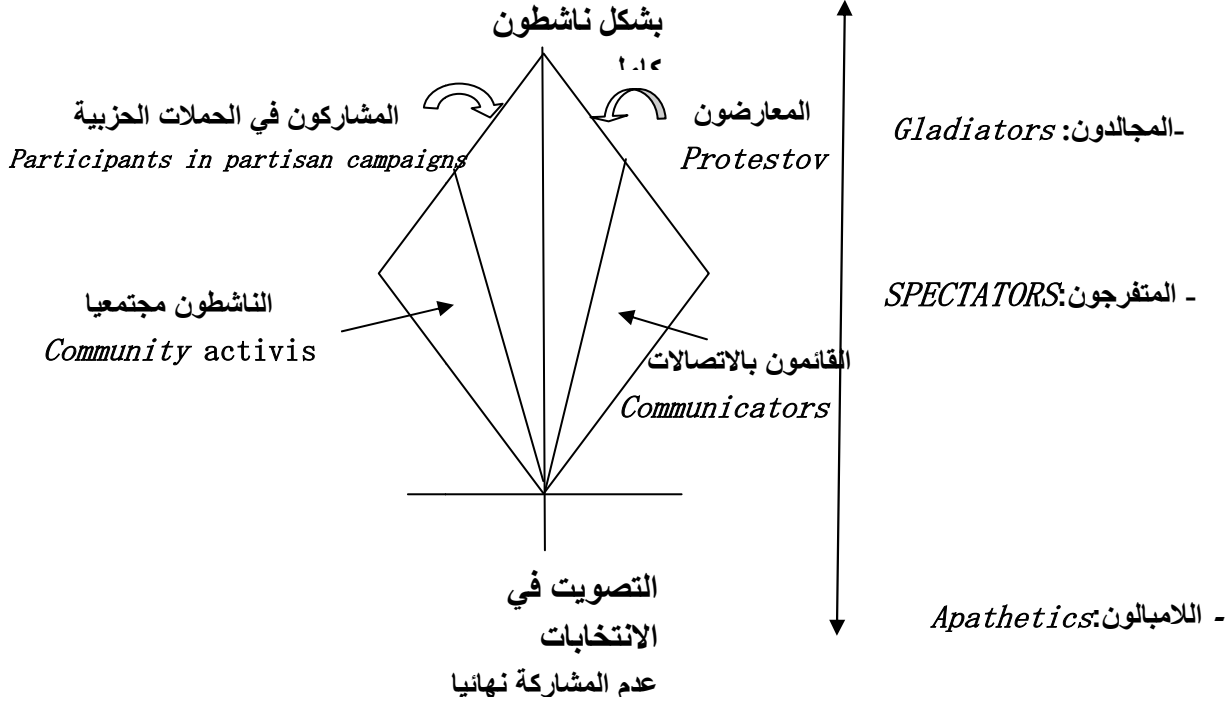 بشكل ناشطون
المشاركون في الحملات الحزبية
Participants in partisan campaigns
المعارضون
Protestov
-المجالدون: Gladiators
الناشطون مجتمعيا
Community activis
القائمون بالاتصالات
Communicators
- المتفرجون:SPECTATORS
التصويت في
الانتخابات
عدم المشاركة نهائيا
- اللامبالون:Apathetics